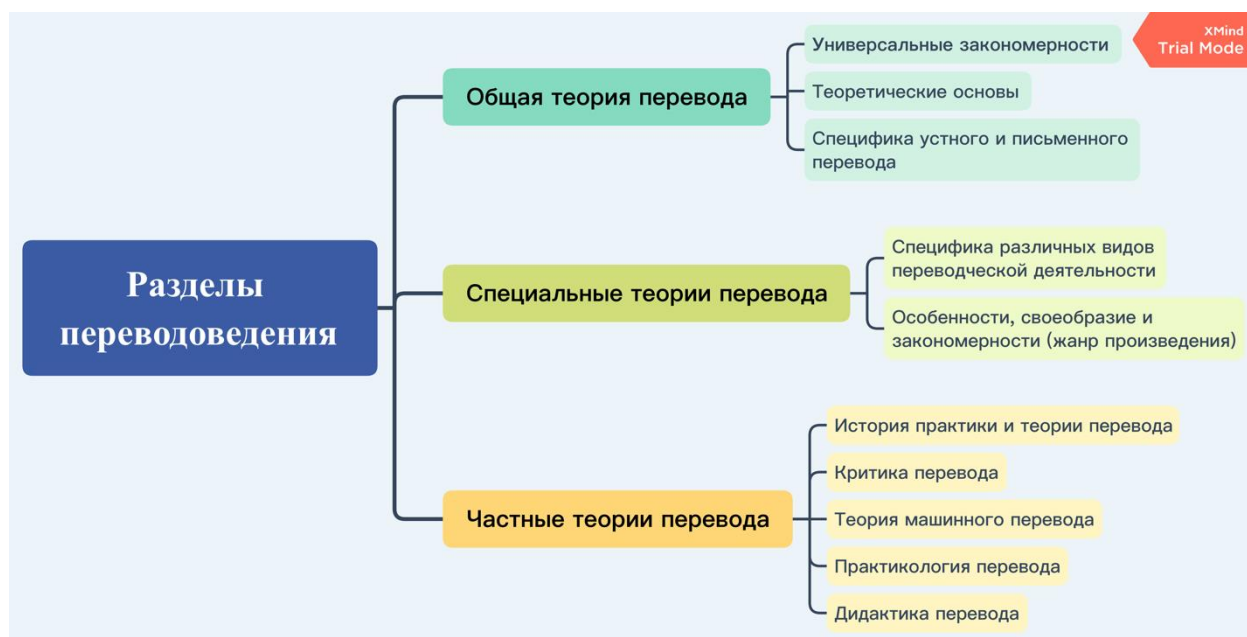 XMind
Trial Mode
Разделы
переводоведения
Общая теория перевода
Универсальные закономерности
Теоретические основы
Специфика устного и письменного
перевода
Специальные теории перевода
Специфика различных видов
переводческой деятельности
Особенности, своеобразие и
закономерности (жанр произведения)
Частные теории перевода
История практики и теории перевода
Критика перевода
Теория машинного перевода
Практикология перевода
Дидактика перевода